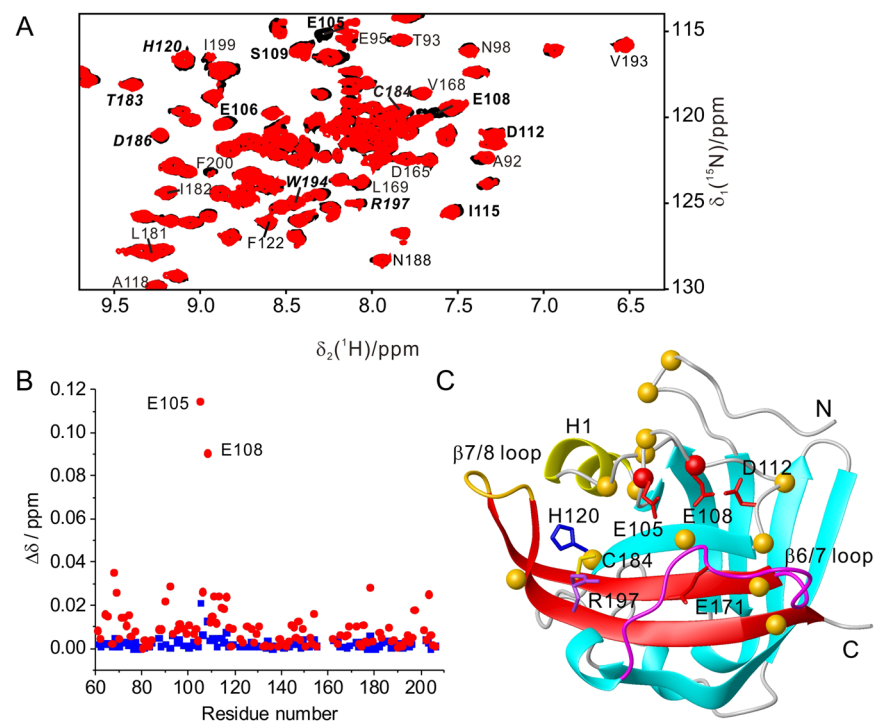 A
E105
E95
T93
115
H120
I199
S109
N98
V193
T183
C184
V168
E106
E108
120
D186
D112
F200
D165
A92
I182
W194
L169
R197
125
I115
L181
F122
N188
A118
130
9.5 9.0 8.5 8.0 7.5 7.0 6.5
δ₁(¹⁵N)/ppm
δ₂(¹H)/ppm
B
0.12
E105
0.10
E108
0.08
0.06
0.04
0.02
0.00
Δδ / ppm
60 80 100 120 140 160 180 200
Residue number
C
N
H1
β7/8 loop
D112
E105
E108
H120
C184
β6/7 loop
R197
E171
C